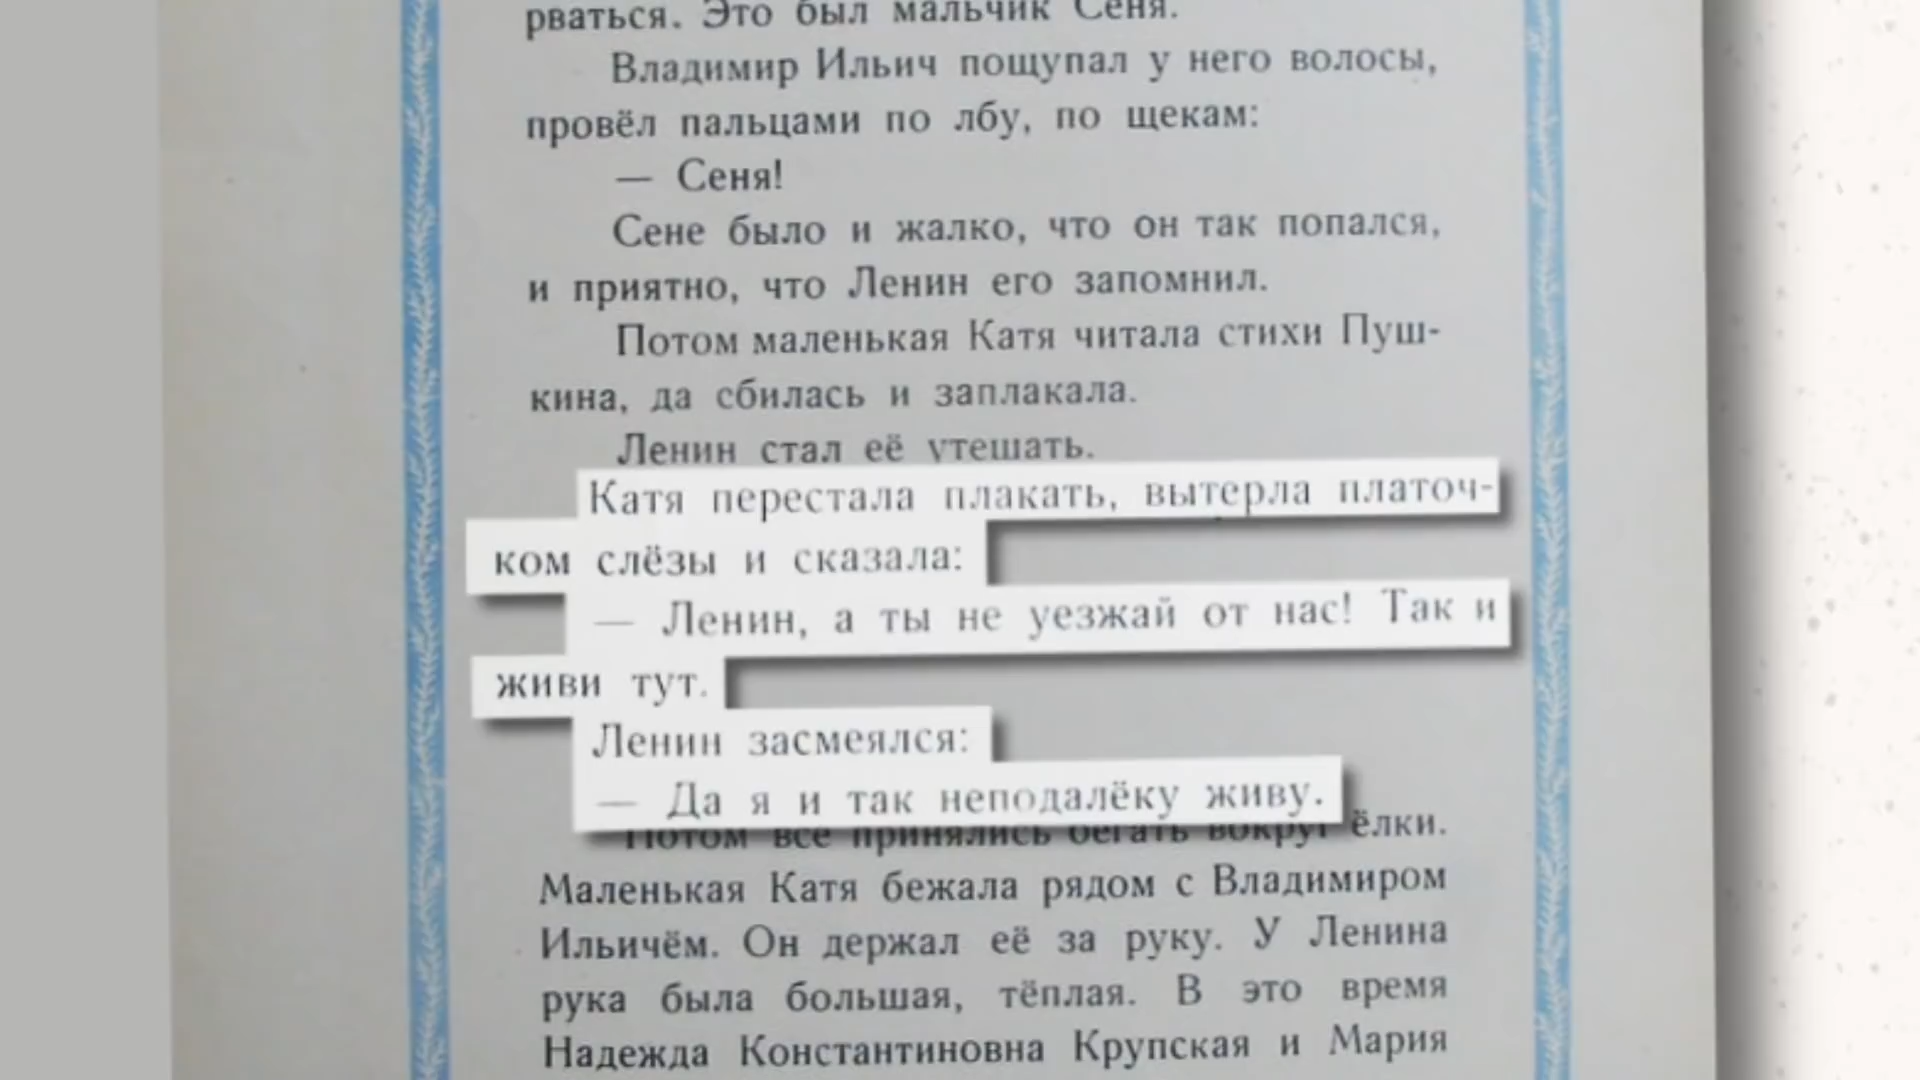 рваться. Это был мальчик Сеня.
Владимир Ильич пощупал у него волосы,
провёл пальцами по лбу, по щекам:
— Сеня!
Сене было и жалко, что он так попался,
и приятно, что Ленин его запомнил.
Потом маленькая Катя читала стихи Пуш-
кина, да сбилась и заплакала.
Ленин стал её утешать.
Катя перестала плакать, вытерла платоч-
ком слёзы и сказала:
— Ленин, а ты не уезжай от нас! Так и
живи тут.
Ленин засмеялся:
— Да я и так неподалёку живу.
Потом все принялись бегать вокруг ёлки.
Маленькая Катя бежала рядом с Владимиром
Ильичём. Он держал её за руку. У Ленина
рука была большая, тёплая. В это время
Надежда Константиновна Крупская и Мария